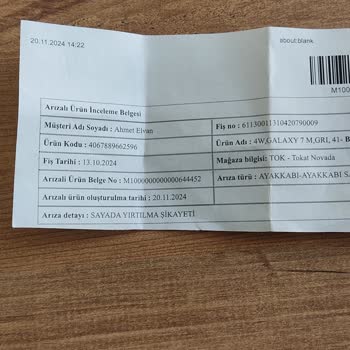 20.11.2024 14:22
about:blank
M100
Arızalı Ürün İnceleme Belgesi
Müşteri Adı Soyadı : Ahmet Elvan
Fiş no : 61130011310420790009
Ürün Kodu : 4067889662596
Ürün Adı : 4W,GALAXY 7 M,GRI, 41- B
Fiş Tarihi : 13.10.2024
Mağaza bilgisi: TOK - Tokat Novada
Arızalı Ürün Belge No : M1000000000000644452
Arıza türü : AYAKKABI-AYAKKABI SA
Arızalı ürün oluşturulma tarihi : 20.11.2024
Arıza detayı : SAYADA YIRTILMA ŞİKAYETİ